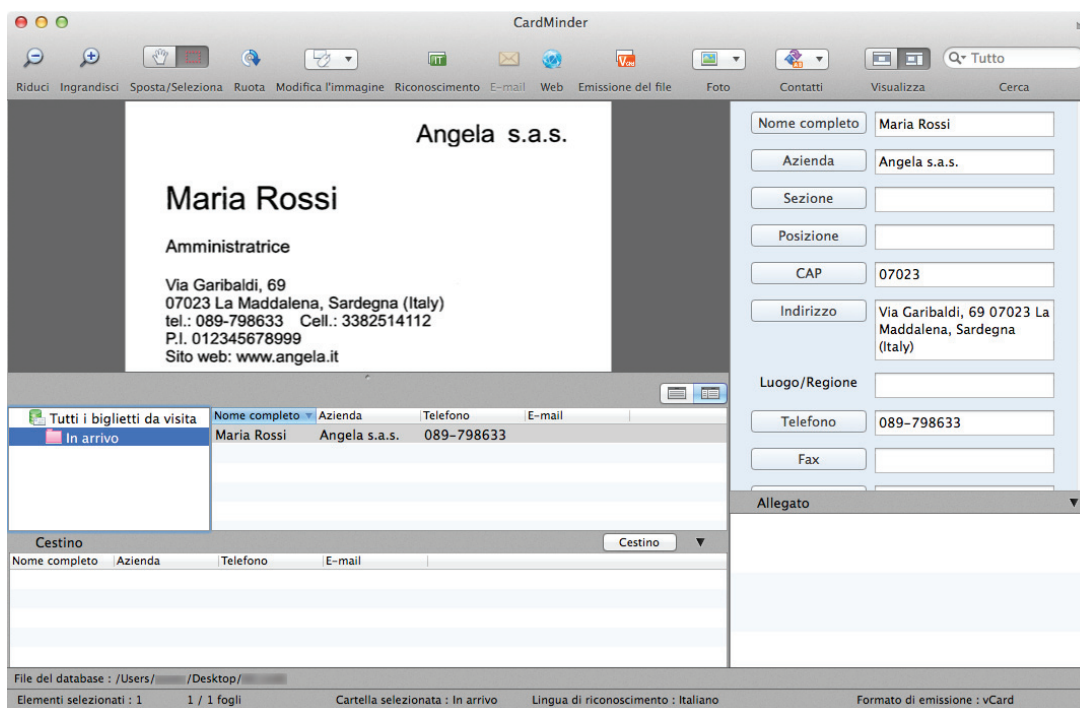 CardMinder
Tutto
Riduci Ingrandisci Sposta/Seleziona Ruota Modifica l'immagine Riconoscimento E-mail Web Emissione del file Foto Contatti Visualizza Cerca
Angela s.a.s.
Maria Rossi
Amministratrice
Via Garibaldi, 69
07023 La Maddalena, Sardegna (Italy)
tel.: 089-798633 Cell.: 3382514112
P.I. 012345678999
Sito web: www.angela.it
Nome completo Maria Rossi
Azienda Angela s.a.s.
Sezione
Posizione
CAP 07023
Indirizzo Via Garibaldi, 69 07023 La
Maddalena, Sardegna
(Italy)
Luogo/Regione
Telefono 089-798633
Fax
Allegato
Tutti i biglietti da visita
In arrivo
Nome completo Azienda Telefono E-mail
Maria Rossi Angela s.a.s. 089-798633
Cestino Cestino
Nome completo Azienda Telefono E-mail
File del database : /Users/ /Desktop/
Elementi selezionati : 1 1 / 1 fogli Cartella selezionata : In arrivo Lingua di riconoscimento : Italiano Formato di emissione : vCard